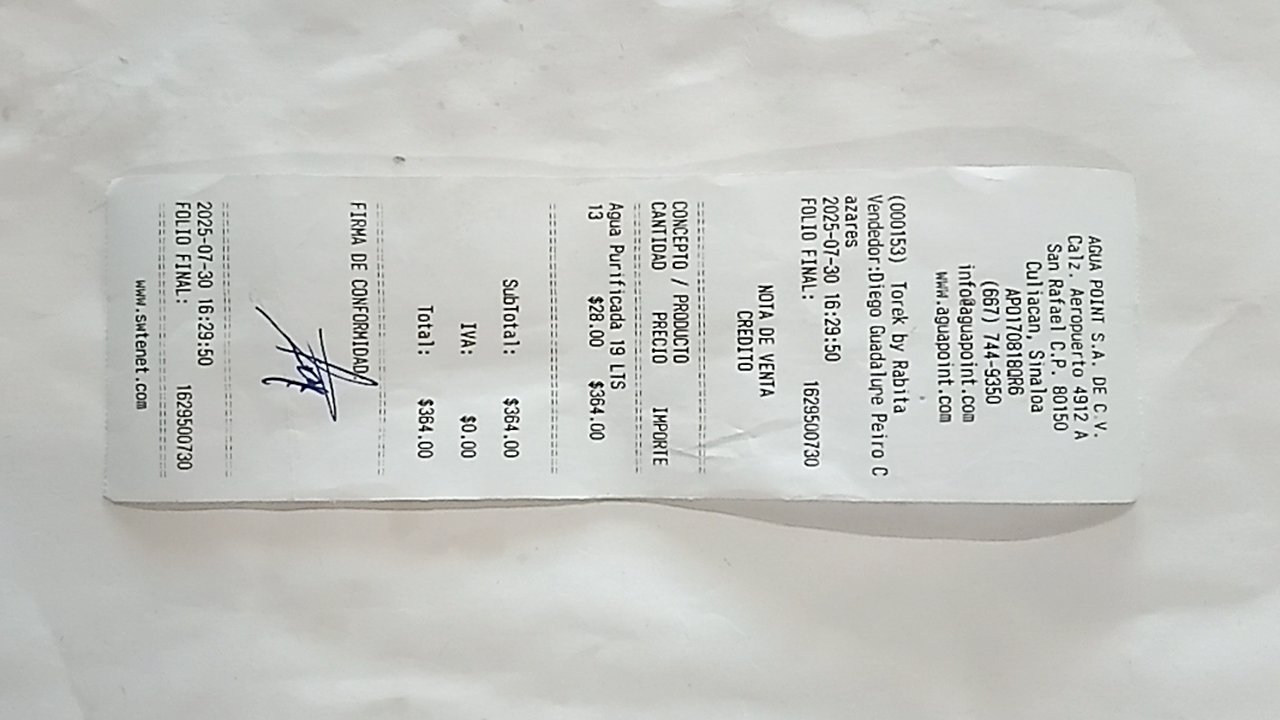 AGUA POINT S.A. DE C.V.
Calz. Aeropuerto 4912 A
San Rafael C.P. 80150
Culiacan, Sinaloa
APO170818QR6
(667) 744-9350
info@aguapoint.com
www.aguapoint.com
(000153) Torek by Rabita
Vendedor:Diego Guadalupe Peiro C
azares
2025-07-30 16:29:50
FOLIO FINAL: 1629500730
NOTA DE VENTA
CREDITO
CONCEPTO / PRODUCTO
CANTIDAD PRECIO IMPORTE
Agua Purificada 19 LTS
13 $28.00 $364.00
SubTotal: $364.00
IVA: $0.00
Total: $364.00
FIRMA DE CONFORMIDAD
2025-07-30 16:29:50
FOLIO FINAL: 1629500730
www.switenet.com